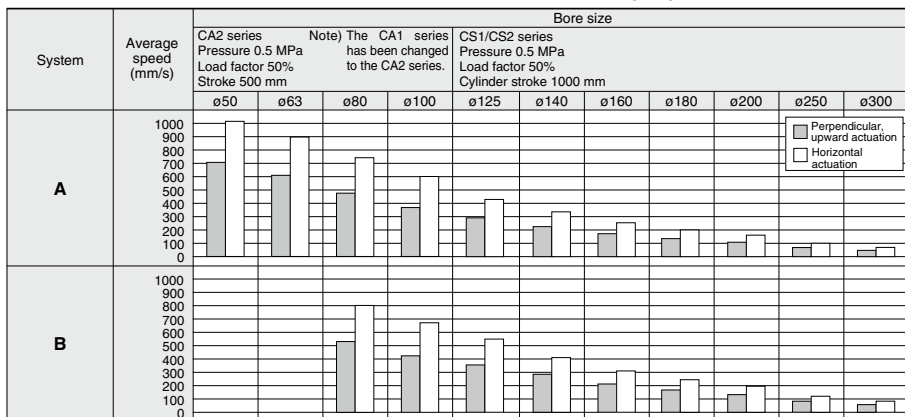 Bore size
System
Average
speed
(mm/s)
CA2 series Note) The CA1 series
Pressure 0.5 MPa has been changed
Load factor 50% to the CA2 series.
Stroke 500 mm
CS1/CS2 series
Pressure 0.5 MPa
Load factor 50%
Cylinder stroke 1000 mm
ø50 ø63 ø80 ø100 ø125 ø140 ø160 ø180 ø200 ø250 ø300
A
1000
900
800
700
600
500
400
300
200
100
0
Perpendicular,
upward actuation
Horizontal
actuation
B
1000
900
800
700
600
500
400
300
200
100
0